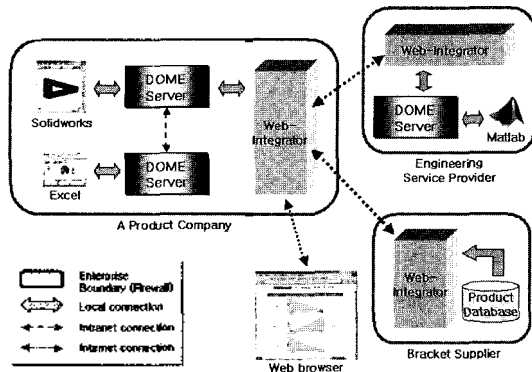 Solidworks
DOME
Server
Web-
Integrator
Excel
DOME
Server
A Product Company
Web-Integrator
DOME
Server
Matlab
Engineering
Service Provider
Web-
Integrator
Product
Database
Bracket Supplier
Web browser
Enterprise
Boundary (Firewall)
Local connection
Intranet connection
Internet connection